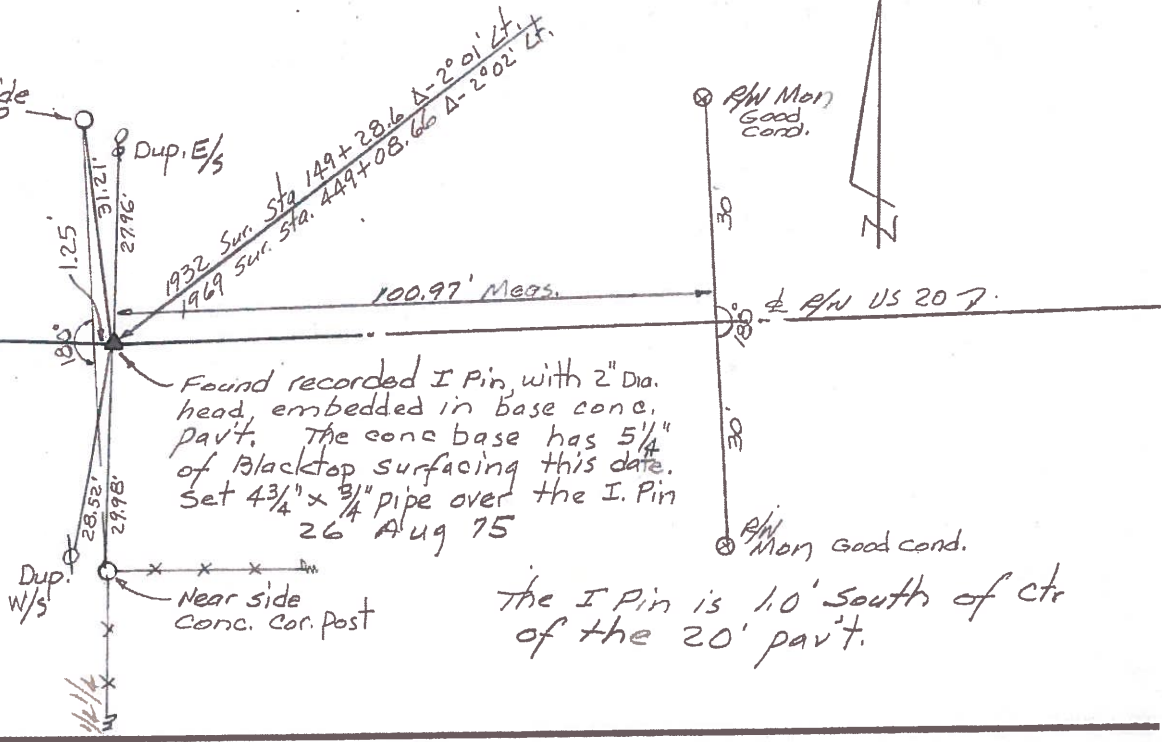 Dup. E/S
31.21'
27.96'
1.25'
180°
1932 Sur. Sta 149+28.6 Δ-2°01' Lt.
1969 Sur. Sta. 449+08.66 Δ-2°02' Lt.
R/W Mon
Good
cond.
30'
N
100.97' Meas.
180°
℄ R/W US 20
30'
Found recorded I Pin, with 2" Dia.
head, embedded in base conc.
pav't. The conc base has 5¼"
of Blacktop surfacing this date.
Set 4¾" x ¾" pipe over the I. Pin
26 Aug 75
28.52'
29.98'
Dup.
W/S
Near side
conc. cor. post
R/W
Mon Good cond.
The I Pin is 1.0' South of ctr
of the 20' pav't.